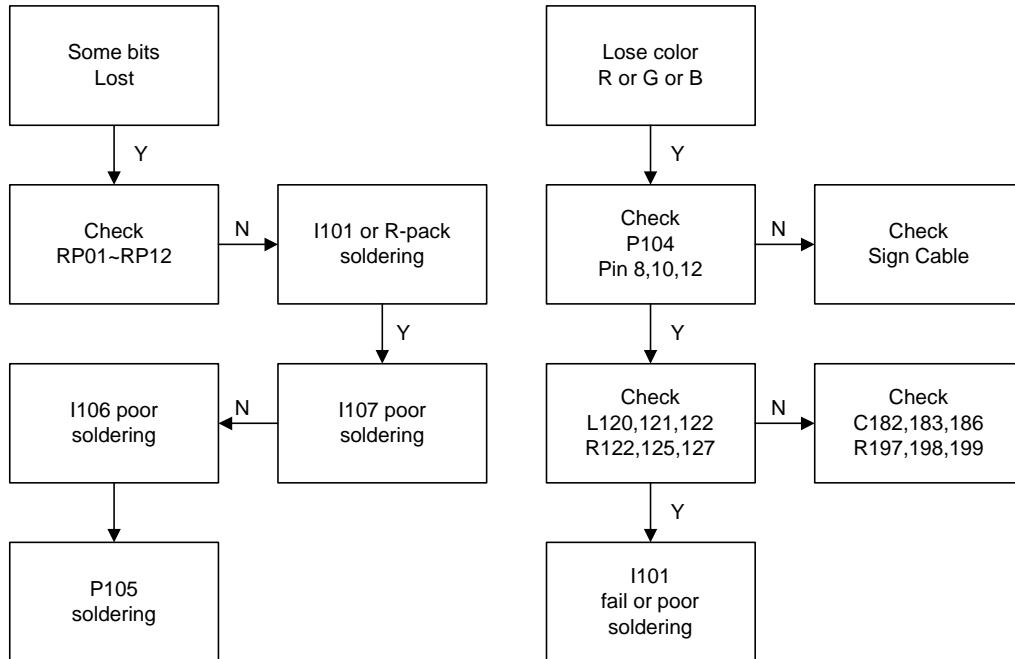 Some bits
Lost
Y
Check
RP01~RP12
N
I101 or R-pack
soldering
Y
I107 poor
soldering
N
I106 poor
soldering
P105
soldering
Lose color
R or G or B
Y
Check
P104
Pin 8,10,12
N
Check
Sign Cable
Y
Check
L120,121,122
R122,125,127
N
Check
C182,183,186
R197,198,199
Y
I101
fail or poor
soldering